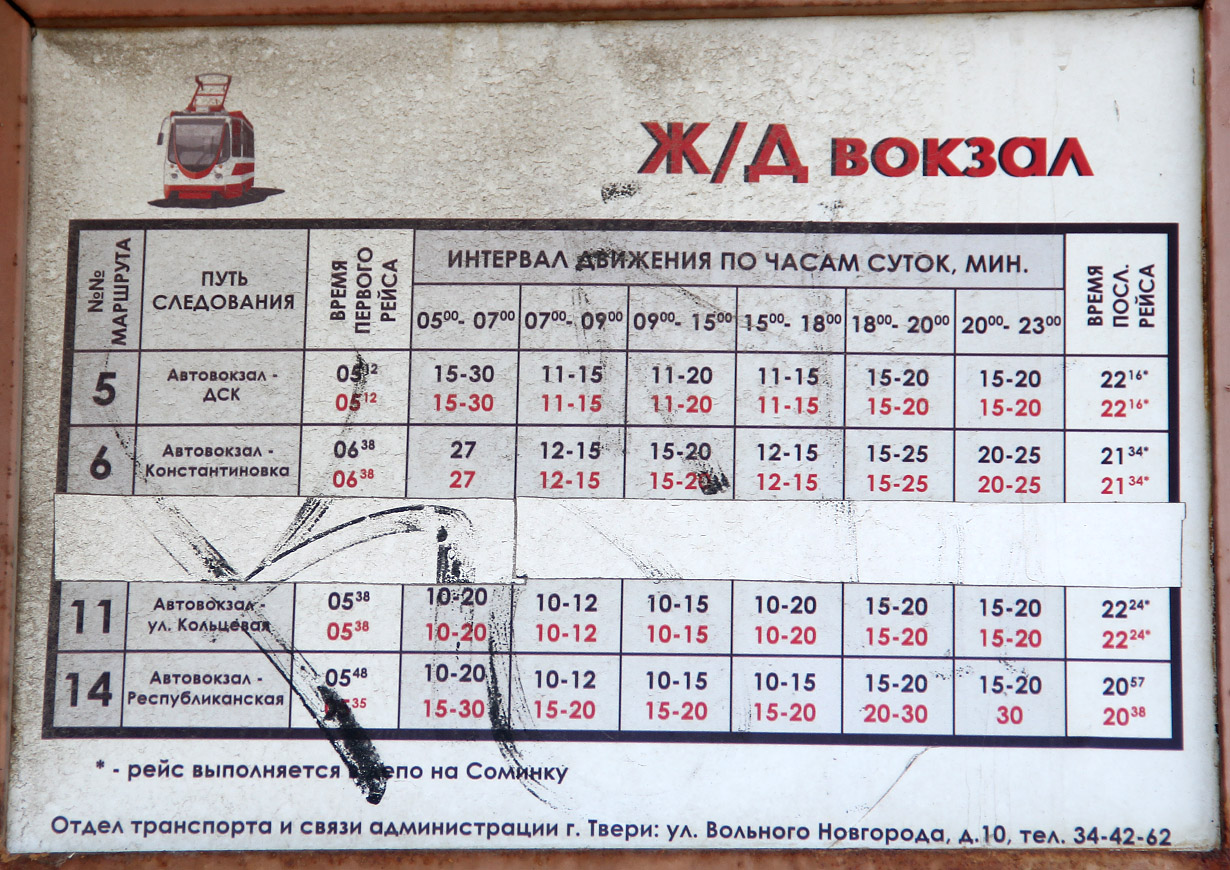 Ж/Д вокзал
№№ МАРШРУТА
ПУТЬ СЛЕДОВАНИЯ
ВРЕМЯ ПЕРВОГО РЕЙСА
ИНТЕРВАЛ ДВИЖЕНИЯ ПО ЧАСАМ СУТОК, МИН.
ВРЕМЯ ПОСЛ. РЕЙСА
05⁰⁰- 07⁰⁰ 07⁰⁰- 09⁰⁰ 09⁰⁰- 15⁰⁰ 15⁰⁰- 18⁰⁰ 18⁰⁰- 20⁰⁰ 20⁰⁰- 23⁰⁰
5 Автовокзал - ДСК
05¹² 15-30 11-15 11-20 11-15 15-20 15-20 22¹⁶*
05¹² 15-30 11-15 11-20 11-15 15-20 15-20 22¹⁶*
6 Автовокзал - Константиновка
06³⁸ 27 12-15 15-20 12-15 15-25 20-25 21³⁴*
06³⁸ 27 12-15 15-20 12-15 15-25 20-25 21³⁴*
11 Автовокзал - ул. Кольцевая
05³⁸ 10-20 10-12 10-15 10-20 15-20 15-20 22²⁴*
05³⁸ 10-20 10-12 10-15 10-20 15-20 15-20 22²⁴*
14 Автовокзал - Республиканская
05⁴⁸ 10-20 10-12 10-15 10-15 15-20 15-20 20⁵⁷
³⁵ 15-30 15-20 15-20 15-20 20-30 30 20³⁸
* - рейс выполняется в депо на Соминку
Отдел транспорта и связи администрации г. Твери: ул. Вольного Новгорода, д.10, тел. 34-42-62